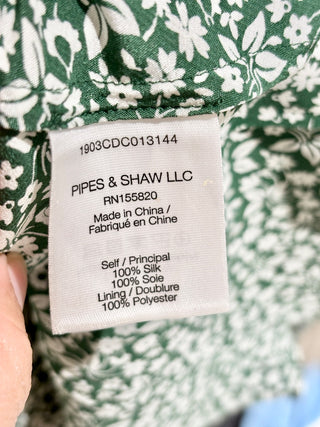 1903CDC013144
PIPES & SHAW LLC
RN155820
Made in China /
Fabriqué en Chine
Self / Principal
100% Silk
100% Soie
Lining / Doublure
100% Polyester